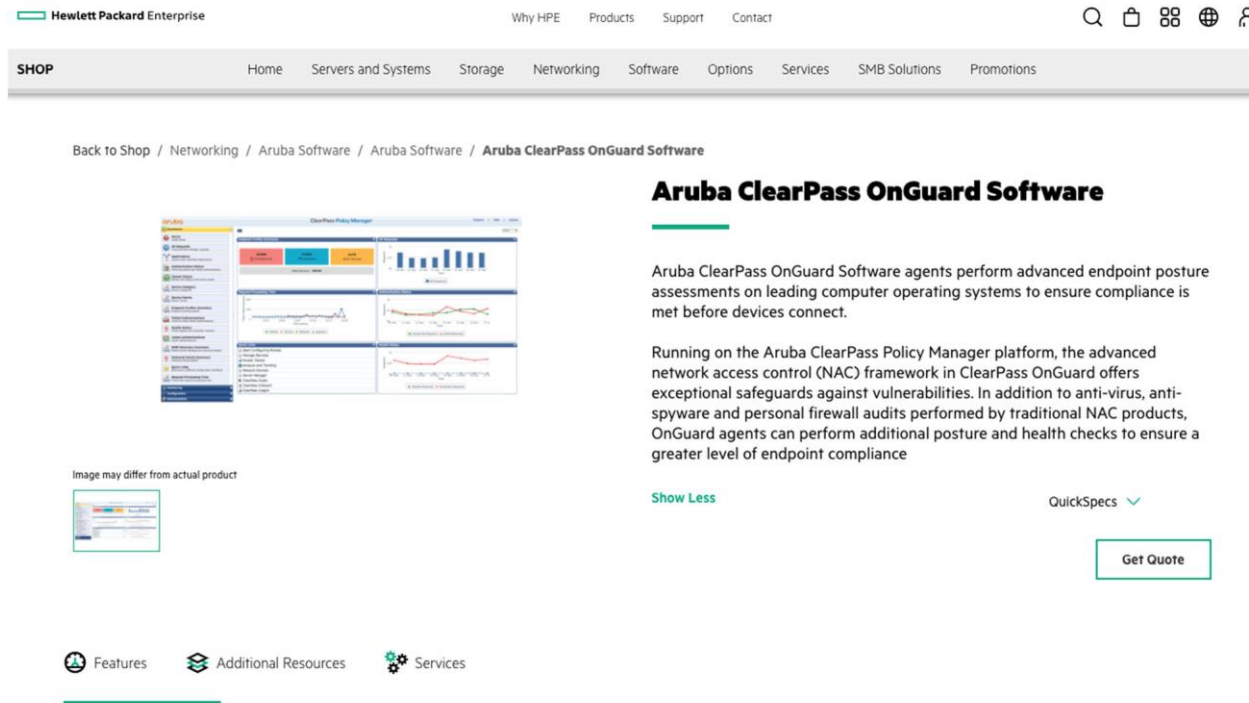 Hewlett Packard Enterprise
Why HPE Products Support Contact
SHOP
Home Servers and Systems Storage Networking Software Options Services SMB Solutions Promotions
Back to Shop / Networking / Aruba Software / Aruba Software / Aruba ClearPass OnGuard Software
Aruba ClearPass OnGuard Software
aruba
ClearPass Policy Manager
Aruba ClearPass OnGuard Software agents perform advanced endpoint posture
assessments on leading computer operating systems to ensure compliance is
met before devices connect.
Running on the Aruba ClearPass Policy Manager platform, the advanced
network access control (NAC) framework in ClearPass OnGuard offers
exceptional safeguards against vulnerabilities. In addition to anti-virus, anti-
spyware and personal firewall audits performed by traditional NAC products,
OnGuard agents can perform additional posture and health checks to ensure a
greater level of endpoint compliance
Image may differ from actual product
Show Less
QuickSpecs
Get Quote
Features Additional Resources Services